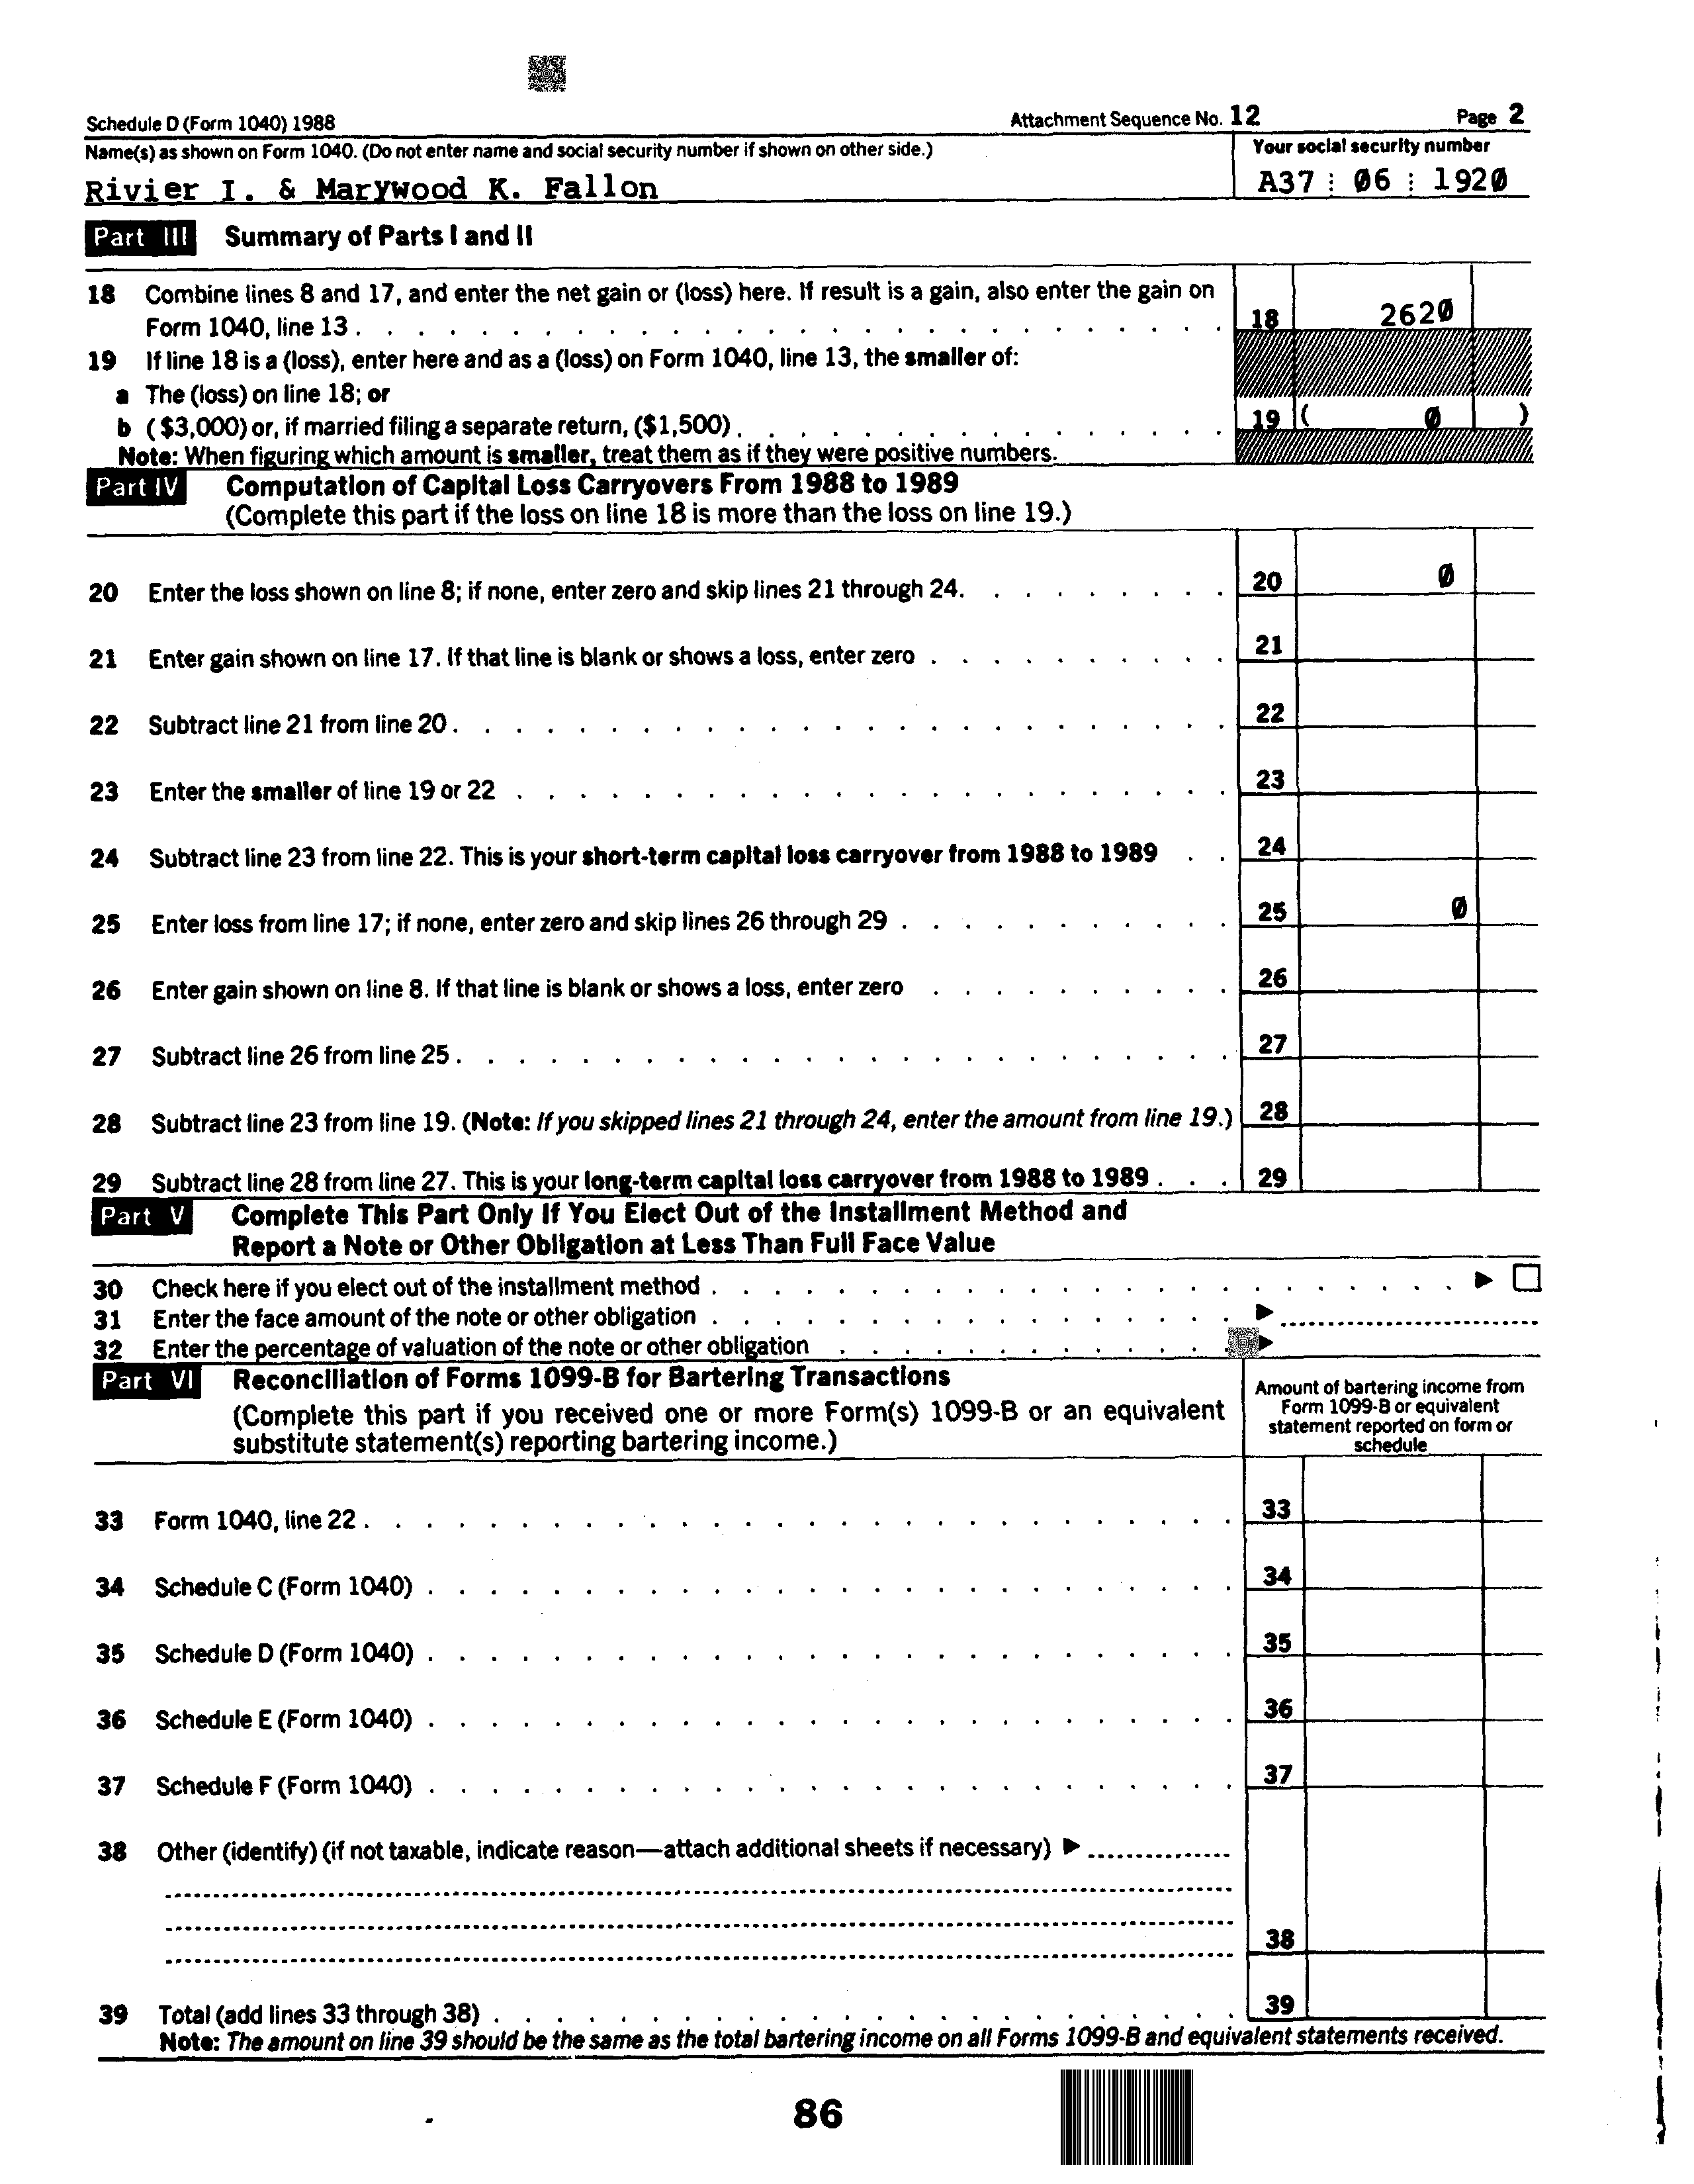 Schedule D (Form 1040) 1988 Attachment Sequence No. 12 Page 2
Name(s) as shown on Form 1040. (Do not enter name and social security number if shown on other side.) Your social security number
Rivier I. & Marywood K. Fallon A37 : 06 : 1920
Part III Summary of Parts I and II
18 Combine lines 8 and 17, and enter the net gain or (loss) here. If result is a gain, also enter the gain on
Form 1040, line 13 . . . 18 2620
19 If line 18 is a (loss), enter here and as a (loss) on Form 1040, line 13, the smaller of:
a The (loss) on line 18; or
b ($3,000) or, if married filing a separate return, ($1,500) . . . 19 ( 0 )
Note: When figuring which amount is smaller, treat them as if they were positive numbers.
Part IV Computation of Capital Loss Carryovers From 1988 to 1989
(Complete this part if the loss on line 18 is more than the loss on line 19.)
20 Enter the loss shown on line 8; if none, enter zero and skip lines 21 through 24. . . . 20 0
21 Enter gain shown on line 17. If that line is blank or shows a loss, enter zero . . . 21
22 Subtract line 21 from line 20 . . . 22
23 Enter the smaller of line 19 or 22 . . . 23
24 Subtract line 23 from line 22. This is your short-term capital loss carryover from 1988 to 1989 . . 24
25 Enter loss from line 17; if none, enter zero and skip lines 26 through 29 . . . 25 0
26 Enter gain shown on line 8. If that line is blank or shows a loss, enter zero . . . 26
27 Subtract line 26 from line 25 . . . 27
28 Subtract line 23 from line 19. (Note: If you skipped lines 21 through 24, enter the amount from line 19.) 28
29 Subtract line 28 from line 27. This is your long-term capital loss carryover from 1988 to 1989 . . . 29
Part V Complete This Part Only If You Elect Out of the Installment Method and
Report a Note or Other Obligation at Less Than Full Face Value
30 Check here if you elect out of the installment method . . . ▶ ☐
31 Enter the face amount of the note or other obligation . . . ▶
32 Enter the percentage of valuation of the note or other obligation . . . ▶
Part VI Reconciliation of Forms 1099-B for Bartering Transactions
(Complete this part if you received one or more Form(s) 1099-B or an equivalent
substitute statement(s) reporting bartering income.)
Amount of bartering income from
Form 1099-B or equivalent
statement reported on form or
schedule
33 Form 1040, line 22 . . . 33
34 Schedule C (Form 1040) . . . 34
35 Schedule D (Form 1040) . . . 35
36 Schedule E (Form 1040) . . . 36
37 Schedule F (Form 1040) . . . 37
38 Other (identify) (if not taxable, indicate reason—attach additional sheets if necessary) ▶
38
39 Total (add lines 33 through 38) . . . 39
Note: The amount on line 39 should be the same as the total bartering income on all Forms 1099-B and equivalent statements received.
86